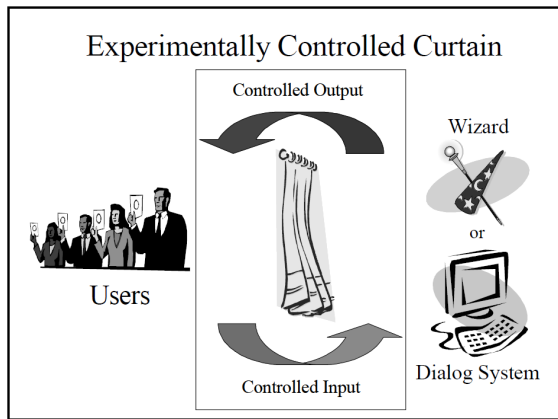 Experimentally Controlled Curtain
Controlled Output
Wizard
or
Users
Dialog System
Controlled Input